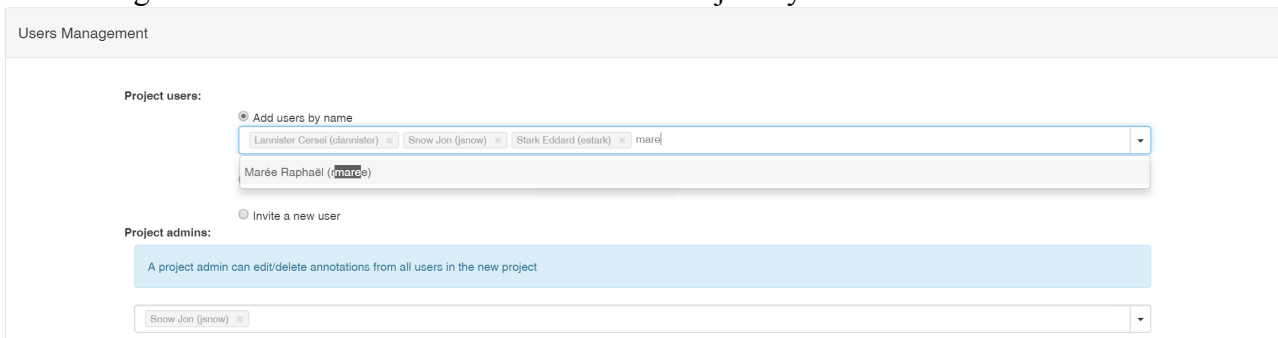 Users Management
Project users:
Add users by name
Lannister Cersei (clannister) × Snow Jon (jsnow) × Stark Eddard (estark) × mare
Marée Raphaël (rmaree)
Invite a new user
Project admins:
A project admin can edit/delete annotations from all users in the new project
Snow Jon (jsnow) ×